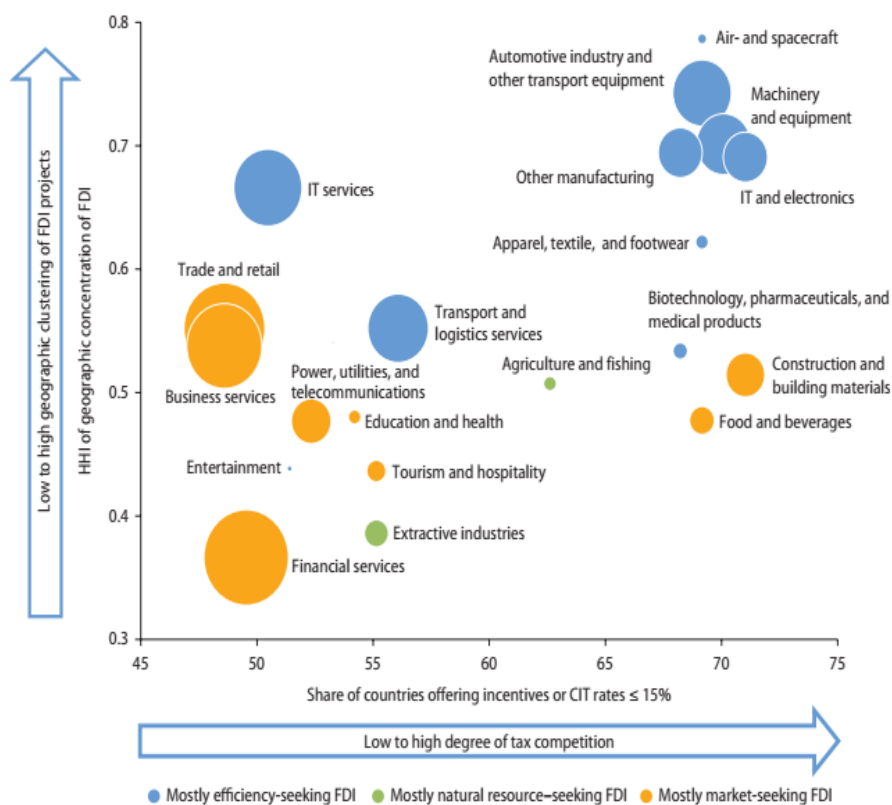 Low to high geographic clustering of FDI projects
HHI of geographic concentration of FDI
0.8
0.7
0.6
0.5
0.4
0.3
Air- and spacecraft
Automotive industry and
other transport equipment
Machinery
and equipment
Other manufacturing
IT and electronics
IT services
Apparel, textile, and footwear
Trade and retail
Transport and
logistics services
Biotechnology, pharmaceuticals, and
medical products
Agriculture and fishing
Construction and
building materials
Power, utilities, and
telecommunications
Business services
Education and health
Food and beverages
Entertainment
Tourism and hospitality
Extractive industries
Financial services
45 50 55 60 65 70 75
Share of countries offering incentives or CIT rates ≤ 15%
Low to high degree of tax competition
Mostly efficiency-seeking FDI Mostly natural resource–seeking FDI Mostly market-seeking FDI